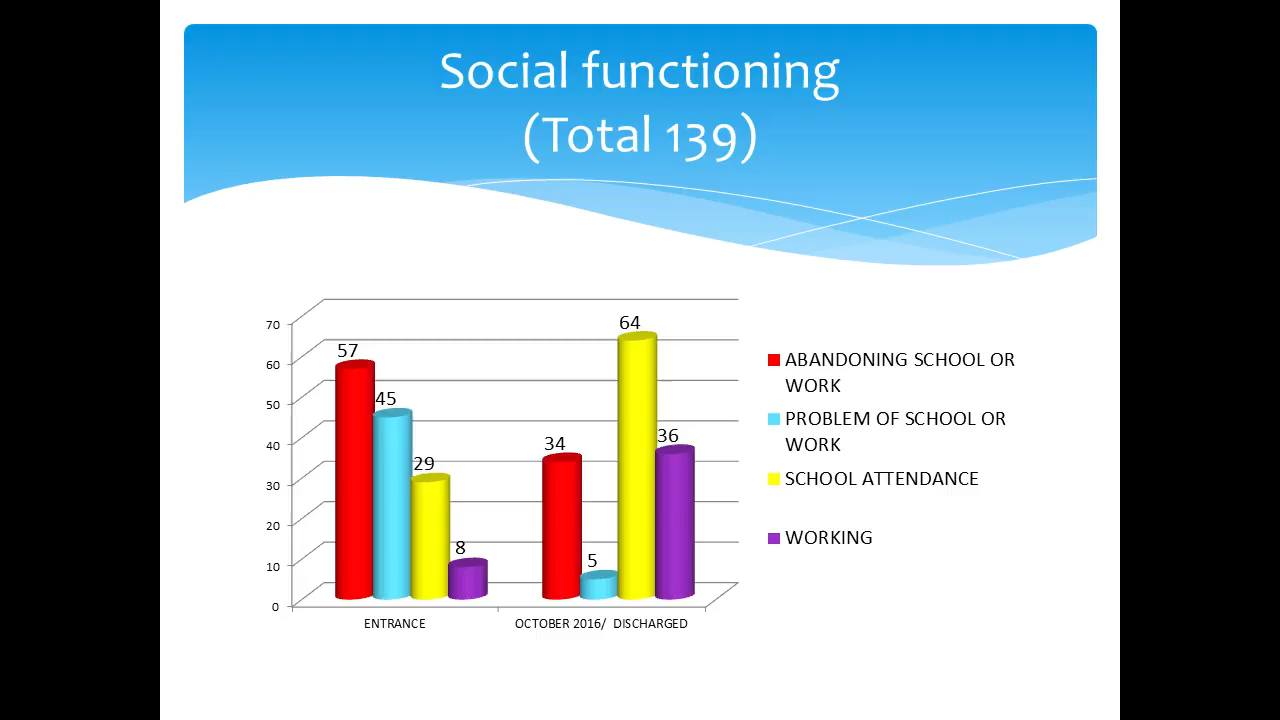 Social functioning
(Total 139)
70
60
50
40
30
20
10
0
57
45
29
8
34
5
64
36
ENTRANCE
OCTOBER 2016/ DISCHARGED
ABANDONING SCHOOL OR
WORK
PROBLEM OF SCHOOL OR
WORK
SCHOOL ATTENDANCE
WORKING